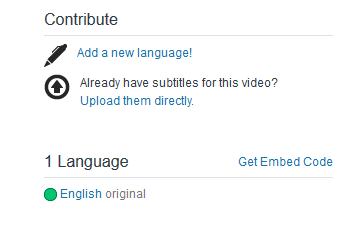 Contribute
Add a new language!
Already have subtitles for this video?
Upload them directly.
1 Language
Get Embed Code
English original